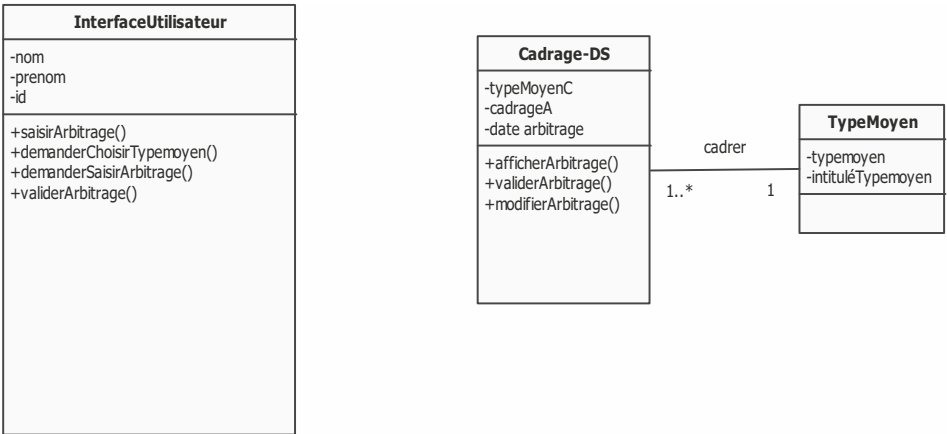 InterfaceUtilisateur
-nom
-prenom
-id
+saisirArbitrage()
+demanderChoisirTypemoyen()
+demanderSaisirArbitrage()
+validerArbitrage()
Cadrage-DS
-typeMoyenC
-cadrageA
-date arbitrage
+afficherArbitrage()
+validerArbitrage()
+modifierArbitrage()
cadrer
1..*
1
TypeMoyen
-typemoyen
-intituléTypemoyen